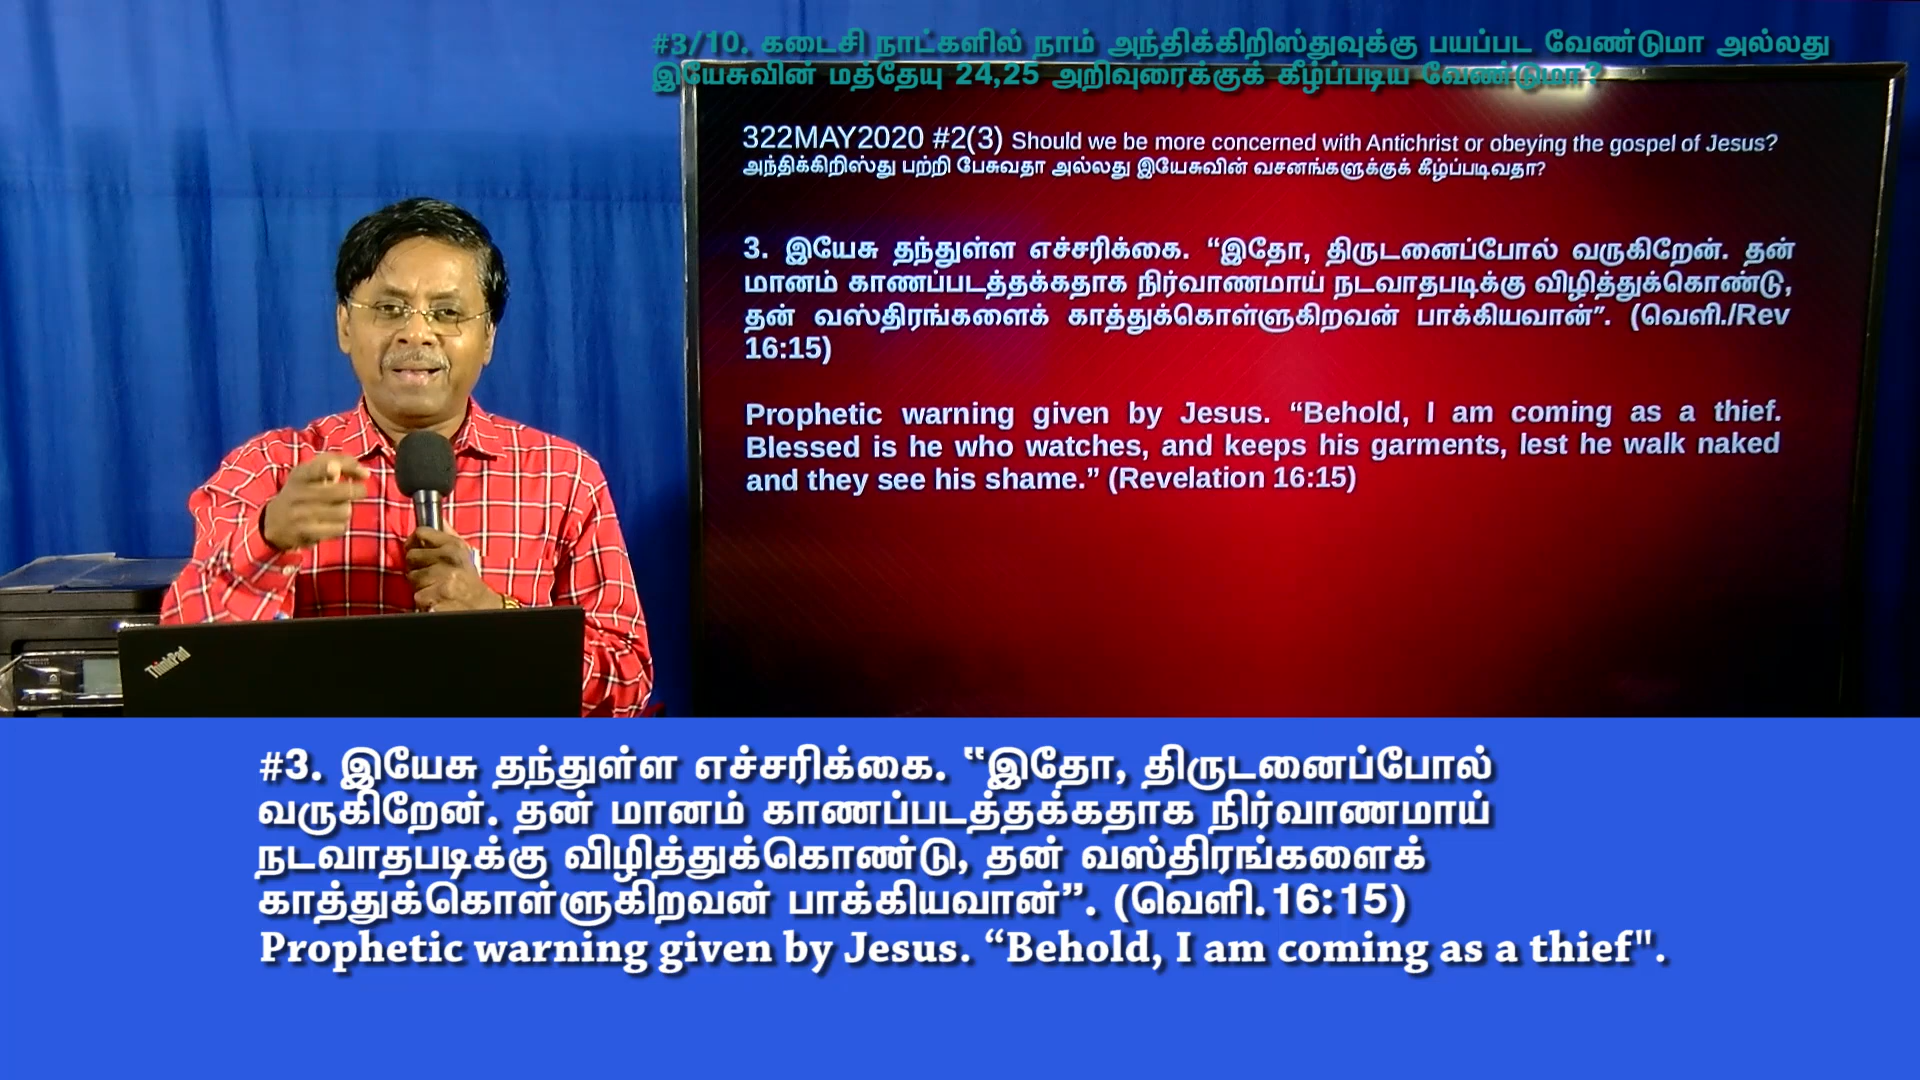 #3/10. கடைசி நாட்களில் நாம் அந்திக்கிறிஸ்துவுக்கு பயப்பட வேண்டுமா அல்லது
இயேசுவின் மத்தேயு 24,25 அறிவுரைக்குக் கீழ்ப்படிய வேண்டுமா?
322MAY2020 #2(3) Should we be more concerned with Antichrist or obeying the gospel of Jesus?
அந்திக்கிறிஸ்து பற்றி பேசுவதா அல்லது இயேசுவின் வசனங்களுக்குக் கீழ்ப்படிவதா?
3. இயேசு தந்துள்ள எச்சரிக்கை. “இதோ, திருடனைப்போல் வருகிறேன். தன்
மானம் காணப்படத்தக்கதாக நிர்வாணமாய் நடவாதபடிக்கு விழித்துக்கொண்டு,
தன் வஸ்திரங்களைக் காத்துக்கொள்ளுகிறவன் பாக்கியவான்”. (வெளி./Rev
16:15)
Prophetic warning given by Jesus. “Behold, I am coming as a thief.
Blessed is he who watches, and keeps his garments, lest he walk naked
and they see his shame.” (Revelation 16:15)
ThinkPad
#3. இயேசு தந்துள்ள எச்சரிக்கை. “இதோ, திருடனைப்போல்
வருகிறேன். தன் மானம் காணப்படத்தக்கதாக நிர்வாணமாய்
நடவாதபடிக்கு விழித்துக்கொண்டு, தன் வஸ்திரங்களைக்
காத்துக்கொள்ளுகிறவன் பாக்கியவான்”. (வெளி.16:15)
Prophetic warning given by Jesus. “Behold, I am coming as a thief".